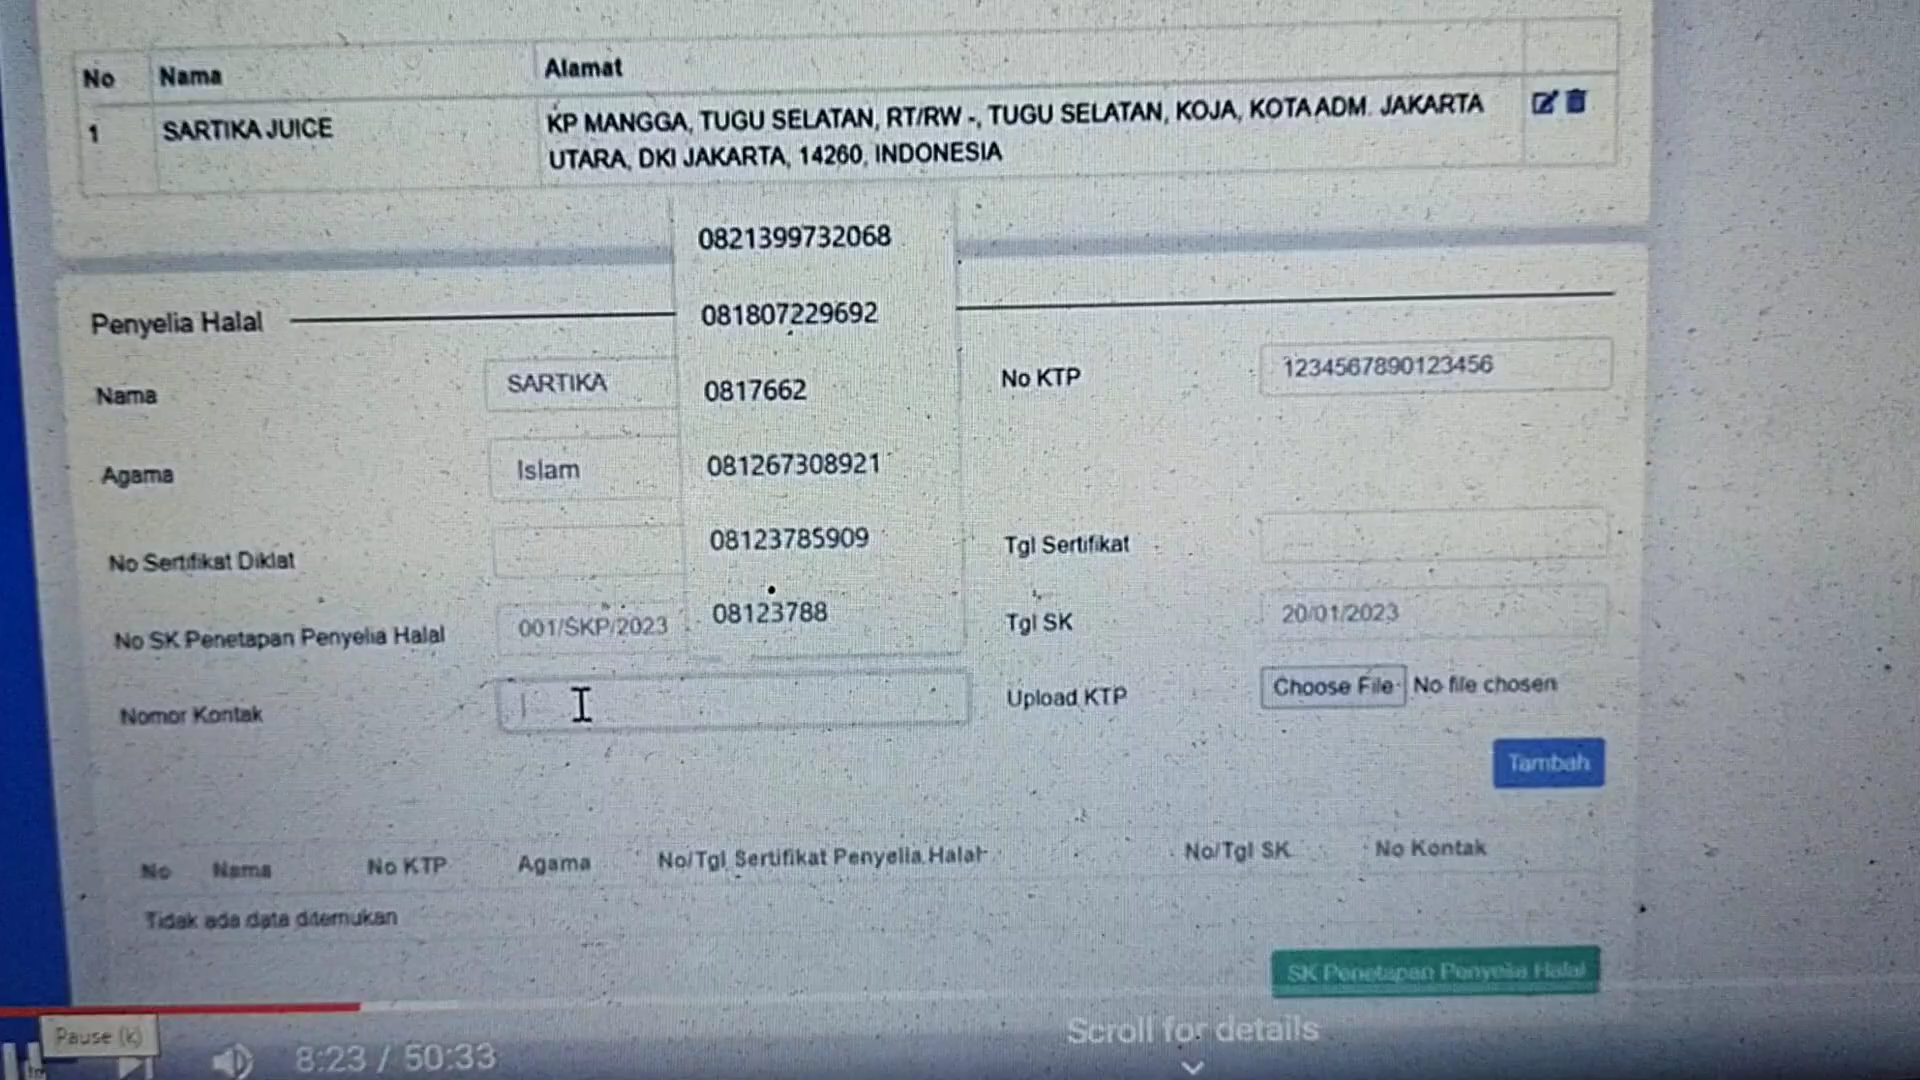 No Nama Alamat
1 SARTIKA JUICE KP MANGGA, TUGU SELATAN, RT/RW -, TUGU SELATAN, KOJA, KOTA ADM. JAKARTA
UTARA, DKI JAKARTA, 14260, INDONESIA
0821399732068
081807229692
0817662
081267308921
08123785909
08123788
Penyelia Halal
Nama SARTIKA No KTP 1234567890123456
Agama Islam
No Sertifikat Diklat Tgl Sertifikat
No SK Penetapan Penyelia Halal 001/SKP/2023 Tgl SK 20/01/2023
Nomor Kontak Upload KTP Choose File No file chosen
Tambah
No Nama No KTP Agama No/Tgl Sertifikat Penyelia Halal No/Tgl SK No Kontak
Tidak ada data ditemukan
SK Penetapan Penyelia Halal
Pause (k)
8:23 / 50:33
Scroll for details